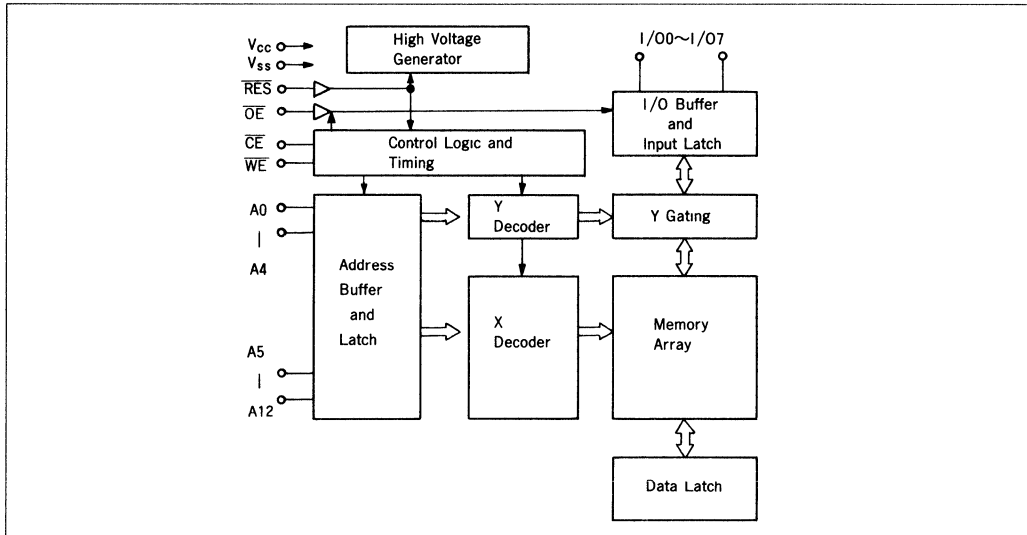 Vcc
Vss
RES
OE
CE
WE
A0
|
A4
A5
|
A12
High Voltage
Generator
Control Logic and
Timing
Address
Buffer
and
Latch
Y
Decoder
X
Decoder
I/O0~I/O7
I/O Buffer
and
Input Latch
Y Gating
Memory
Array
Data Latch